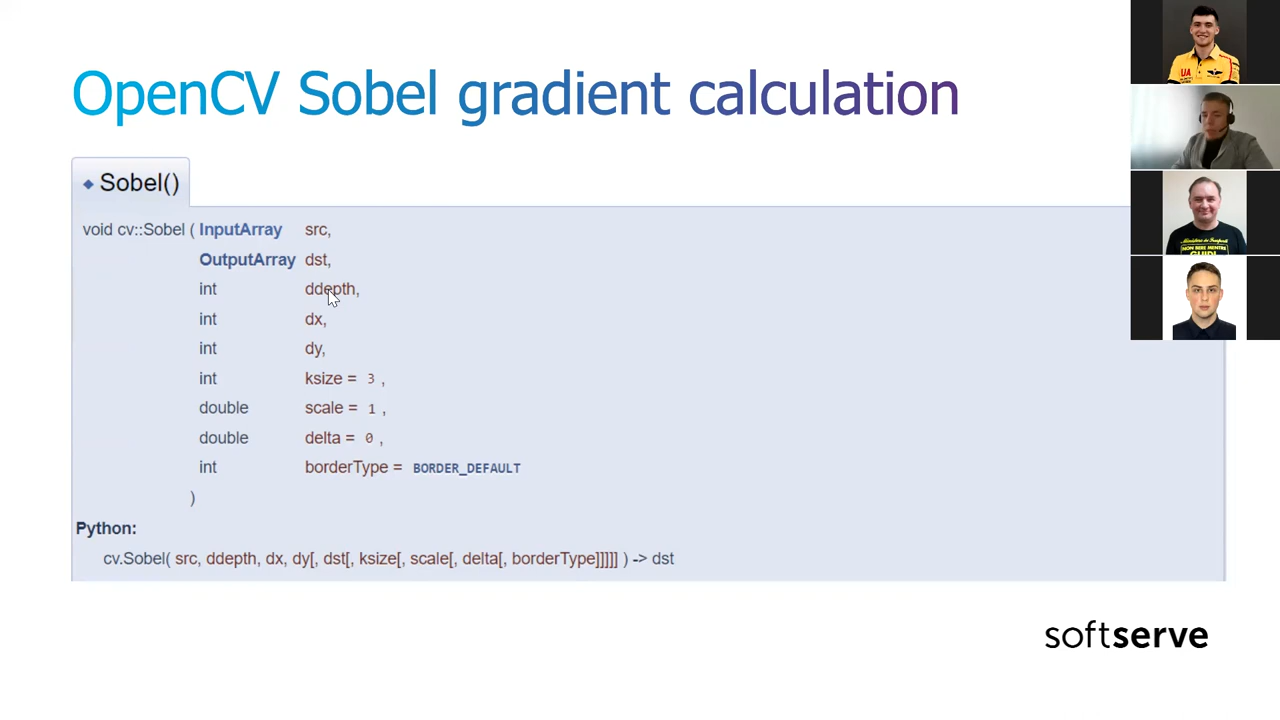 OpenCV Sobel gradient calculation
Sobel()
void cv::Sobel ( InputArray src,
OutputArray dst,
int ddepth,
int dx,
int dy,
int ksize = 3 ,
double scale = 1 ,
double delta = 0 ,
int borderType = BORDER_DEFAULT
)
Python:
cv.Sobel( src, ddepth, dx, dy[, dst[, ksize[, scale[, delta[, borderType]]]]] ) -> dst
softserve
UA
GUIDI